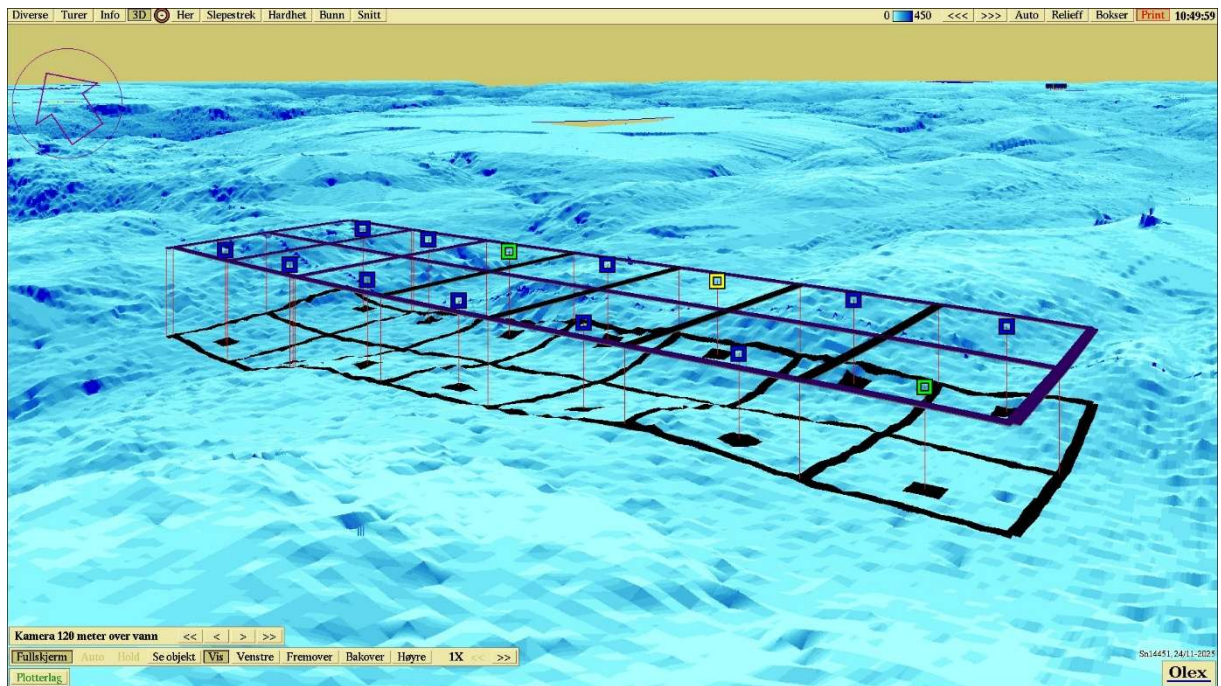 Diverse Turer Info 3D Her Slepestrek Hardhet Bunn Snitt 0 450 <<< >>> Auto Relieff Bokser Print 10:49:59
Kamera 120 meter over vann << < > >>
Fullskjerm Auto Hold Se objekt Vis Venstre Fremover Bakover Høyre 1X << >>
Sn14451, 24/11-2025
Plotterlag Olex